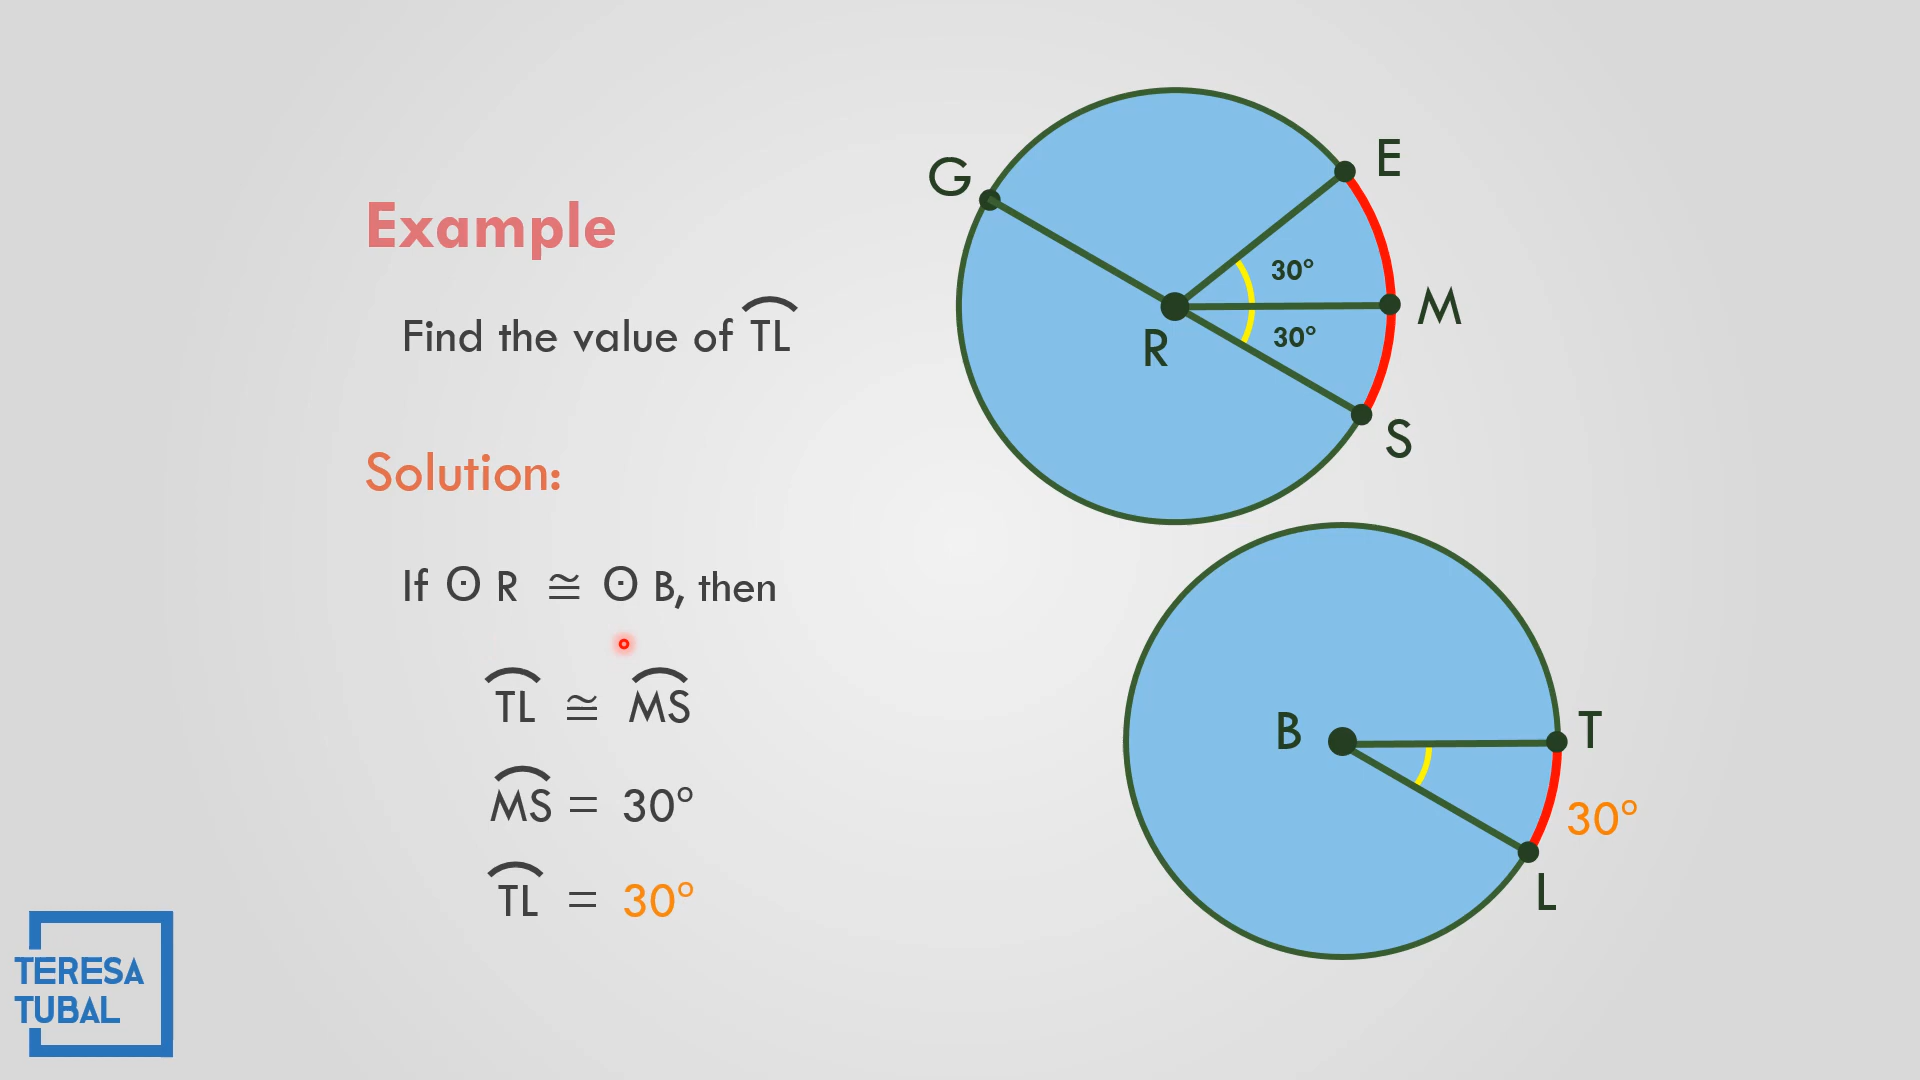 Example
Find the value of TL
Solution:
If ⊙ R ≅ ⊙ B, then
TL ≅ MS
MS = 30°
TL = 30°
G
E
30°
M
R
30°
S
B
T
30°
L
TERESA
TUBAL